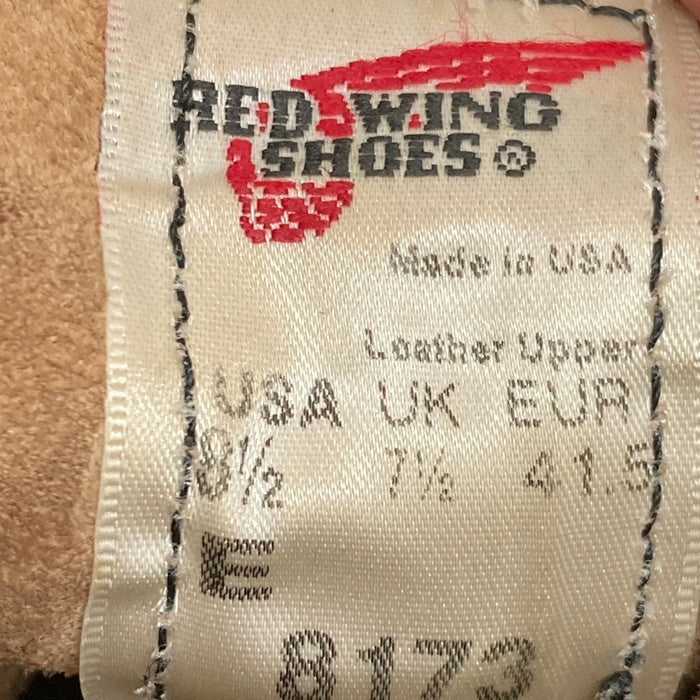 RED WING
SHOES ®
Made in USA
Leather Upper
USA UK EUR
8½ 7½ 41.5
E
8173